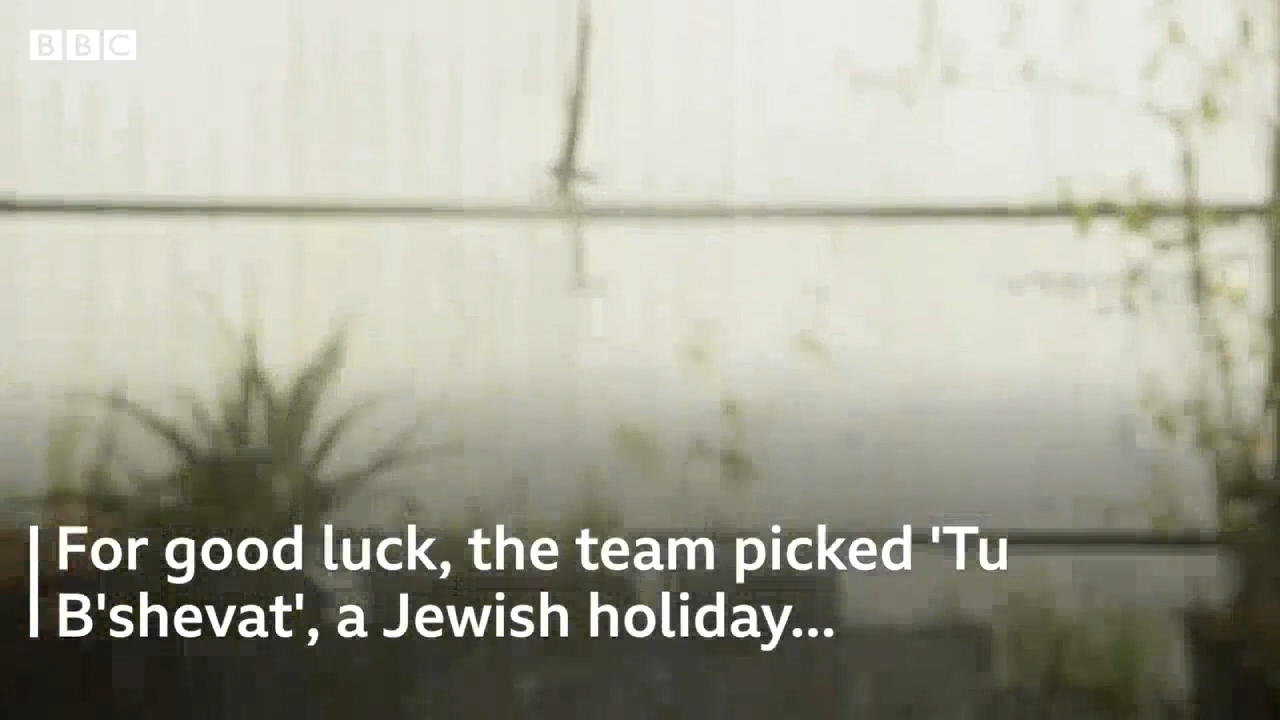 BBC
For good luck, the team picked 'Tu
B'shevat', a Jewish holiday...